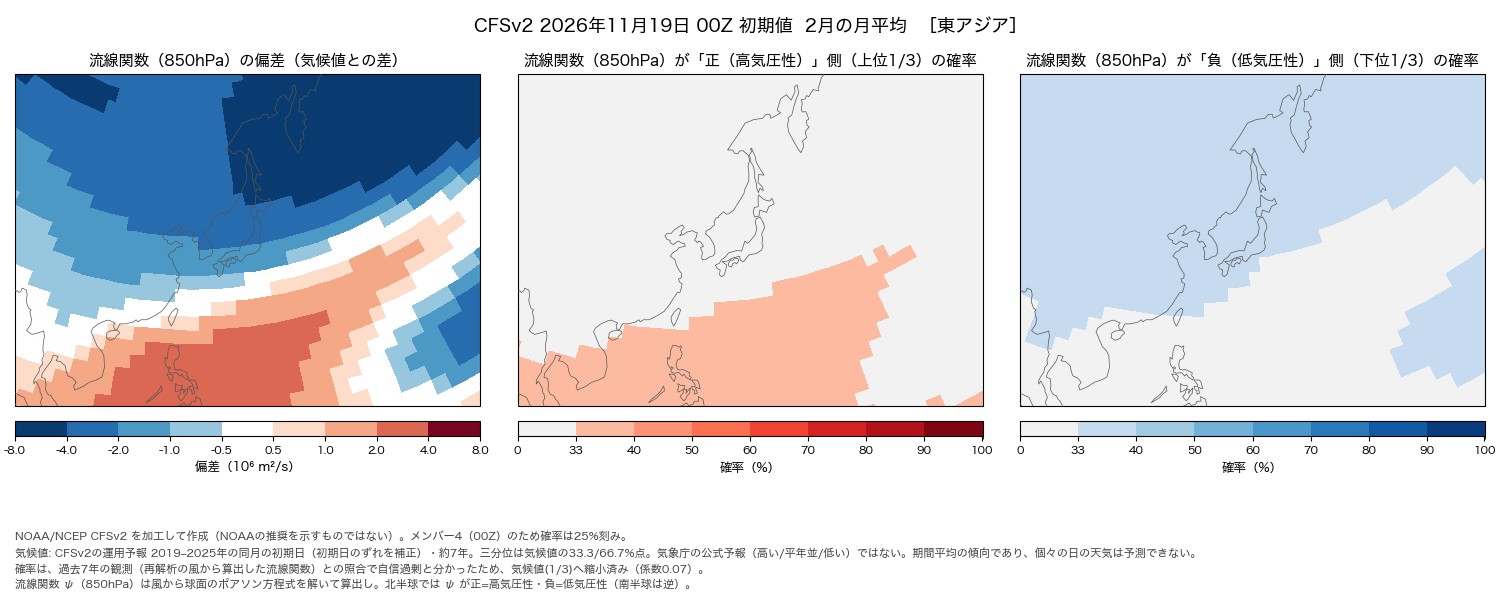 CFSv2 2026年11月19日 00Z 初期値 2月の月平均 ［東アジア］
流線関数（850hPa）の偏差（気候値との差）
流線関数（850hPa）が「正（高気圧性）」側（上位1/3）の確率
流線関数（850hPa）が「負（低気圧性）」側（下位1/3）の確率
-8.0 -4.0 -2.0 -1.0 -0.5 0.5 1.0 2.0 4.0 8.0
偏差（10⁶ m²/s）
0 33 40 50 60 70 80 90 100
確率（%）
0 33 40 50 60 70 80 90 100
確率（%）
NOAA/NCEP CFSv2 を加工して作成（NOAAの推奨を示すものではない）。メンバー4（00Z）のため確率は25%刻み。
気候値: CFSv2の運用予報 2019–2025年の同月の初期日（初期日のずれを補正）・約7年。三分位は気候値の33.3/66.7%点。気象庁の公式予報（高い/平年並/低い）ではない。期間平均の傾向であり、個々の日の天気は予測できない。
確率は、過去7年の観測（再解析の風から算出した流線関数）との照合で自信過剰と分かったため、気候値(1/3)へ縮小済み（係数0.07）。
流線関数 ψ（850hPa）は風から球面のポアソン方程式を解いて算出し。北半球では ψ が正=高気圧性・負=低気圧性（南半球は逆）。